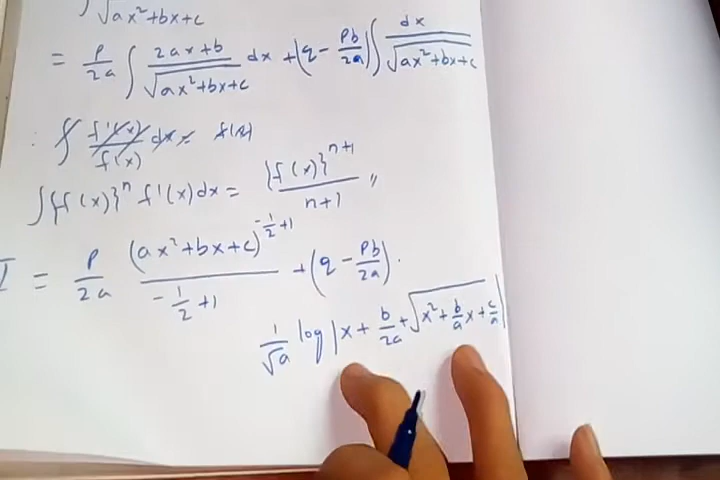 ∫ √ax²+bx+c
= p/2a ∫ 2ax+b/√ax²+bx+c dx + (q - pb/2a) ∫ dx/√ax²+bx+c
: ∫ f'(x)/f(x) dx = f(x)
∫{f(x)}ⁿ f'(x) dx = {f(x)}ⁿ⁺¹/n+1 ,,
I = p/2a (ax²+bx+c)^(-1/2+1)/(-1/2+1) + (q - pb/2a).
1/√a log|x + b/2a + √x²+b/a x+c/a|